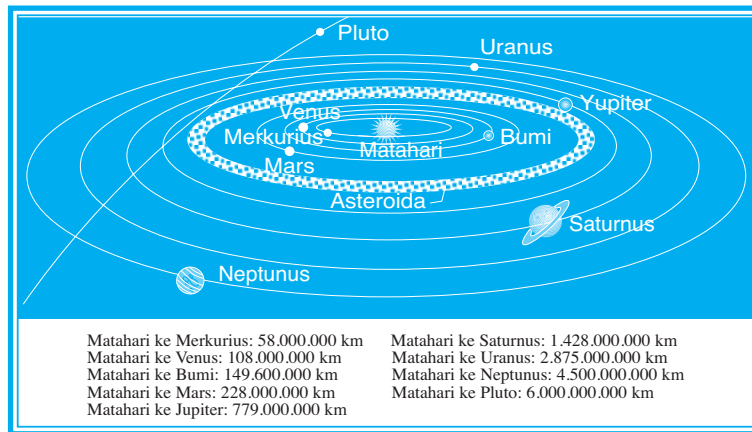 Pluto
Uranus
Yupiter
Venus
Merkurius
Bumi
Matahari
Mars
Asteroida
Saturnus
Neptunus
Matahari ke Merkurius: 58.000.000 km
Matahari ke Venus: 108.000.000 km
Matahari ke Bumi: 149.600.000 km
Matahari ke Mars: 228.000.000 km
Matahari ke Jupiter: 779.000.000 km
Matahari ke Saturnus: 1.428.000.000 km
Matahari ke Uranus: 2.875.000.000 km
Matahari ke Neptunus: 4.500.000.000 km
Matahari ke Pluto: 6.000.000.000 km